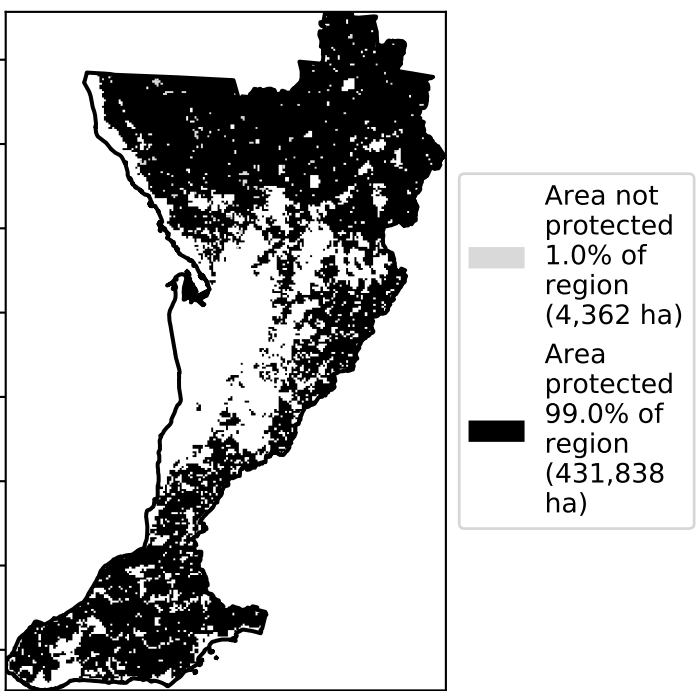 Area not
protected
1.0% of
region
(4,362 ha)
Area
protected
99.0% of
region
(431,838
ha)